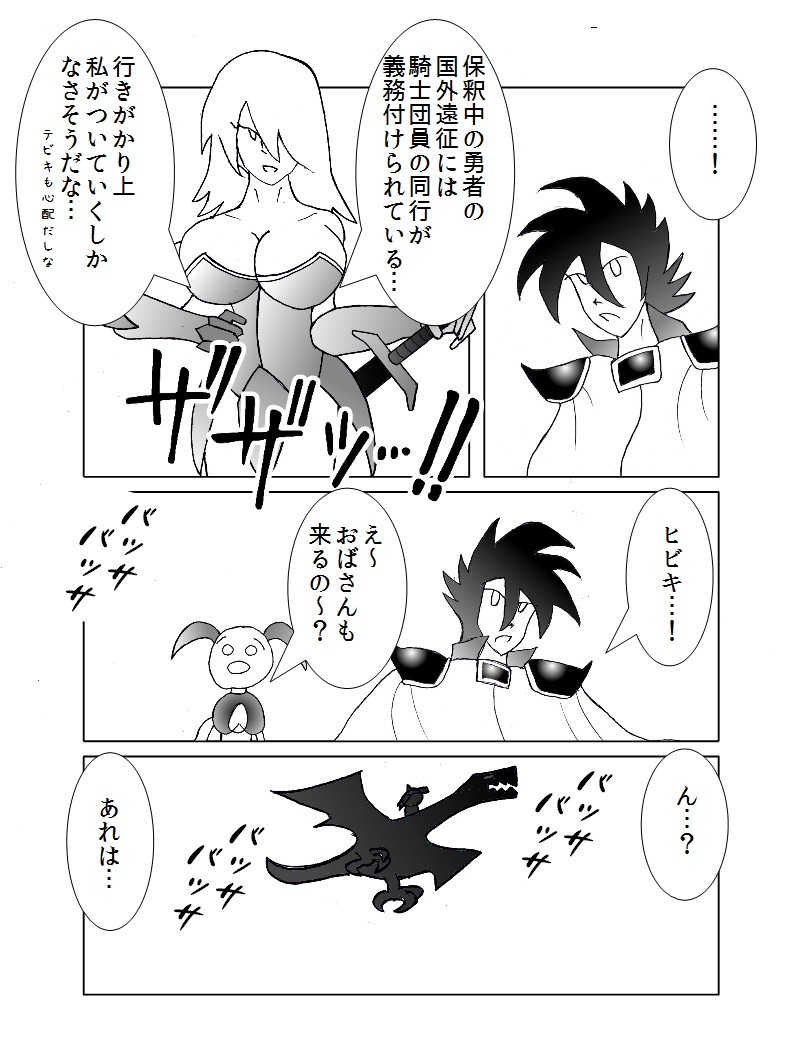 ……！
保釈中の勇者の
国外遠征には
騎士団員の同行が
義務付けられている…
行きがかり上
私がついていくしか
なさそうだな…
テビキも心配だしな
ザザッ…!!
ヒビキ…！
え～
おばさんも
来るの～？
バッサ
バッサ
ん…？
バッサ
バッサ
あれは…
バッサ
バッサ